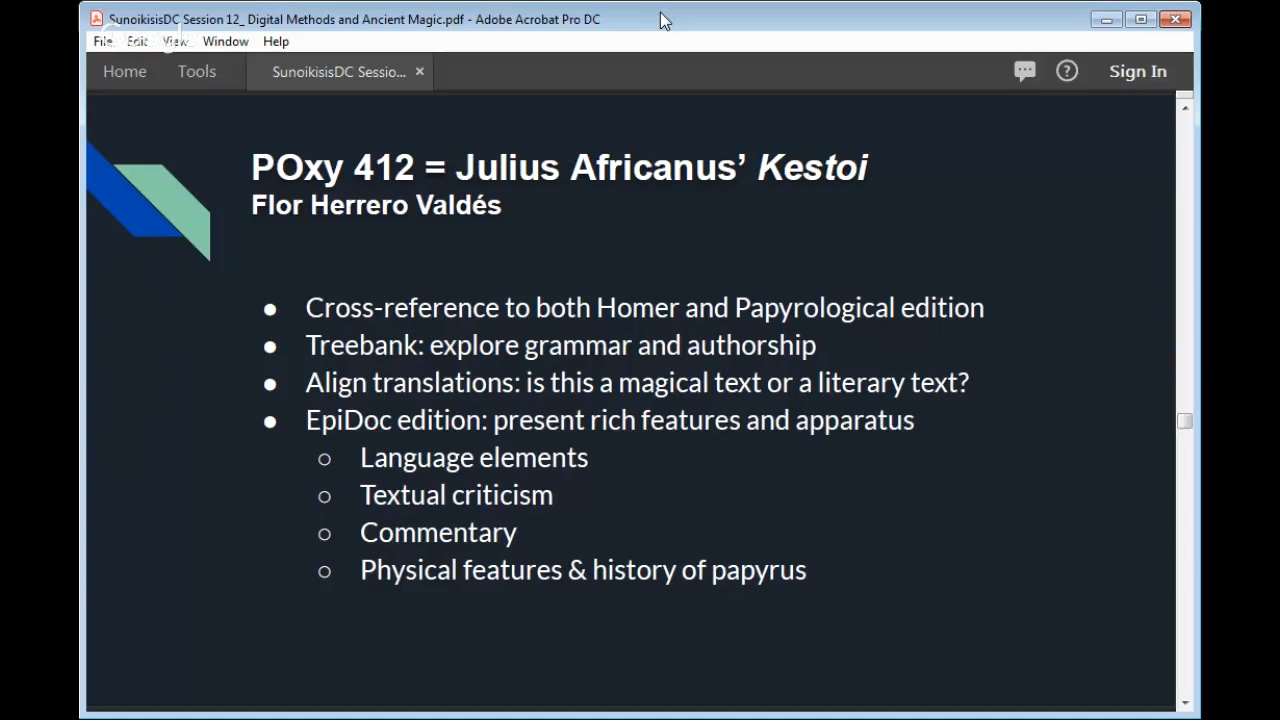 SunoikisisDC Session 12_ Digital Methods and Ancient Magic.pdf - Adobe Acrobat Pro DC
File Edit View Window Help
Home Tools SunoikisisDC Sessio... × Sign In
POxy 412 = Julius Africanus’ Kestoi
Flor Herrero Valdés
● Cross-reference to both Homer and Papyrological edition
● Treebank: explore grammar and authorship
● Align translations: is this a magical text or a literary text?
● EpiDoc edition: present rich features and apparatus
○ Language elements
○ Textual criticism
○ Commentary
○ Physical features & history of papyrus